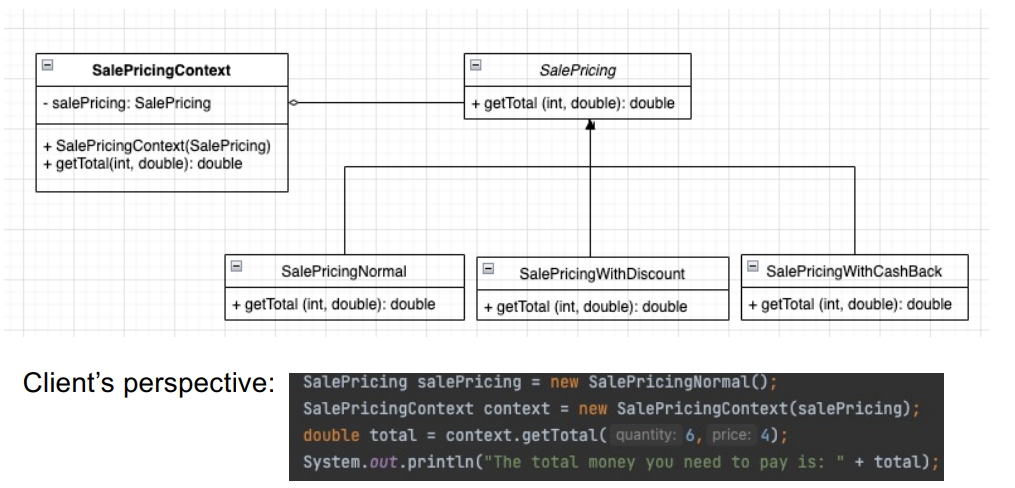 SalePricingContext
- salePricing: SalePricing
+ SalePricingContext(SalePricing)
+ getTotal(int, double): double
SalePricing
+ getTotal (int, double): double
SalePricingNormal
+ getTotal (int, double): double
SalePricingWithDiscount
+ getTotal (int, double): double
SalePricingWithCashBack
+ getTotal (int, double): double
Client’s perspective:
SalePricing salePricing = new SalePricingNormal();
SalePricingContext context = new SalePricingContext(salePricing);
double total = context.getTotal( quantity: 6, price: 4);
System.out.println("The total money you need to pay is: " + total);